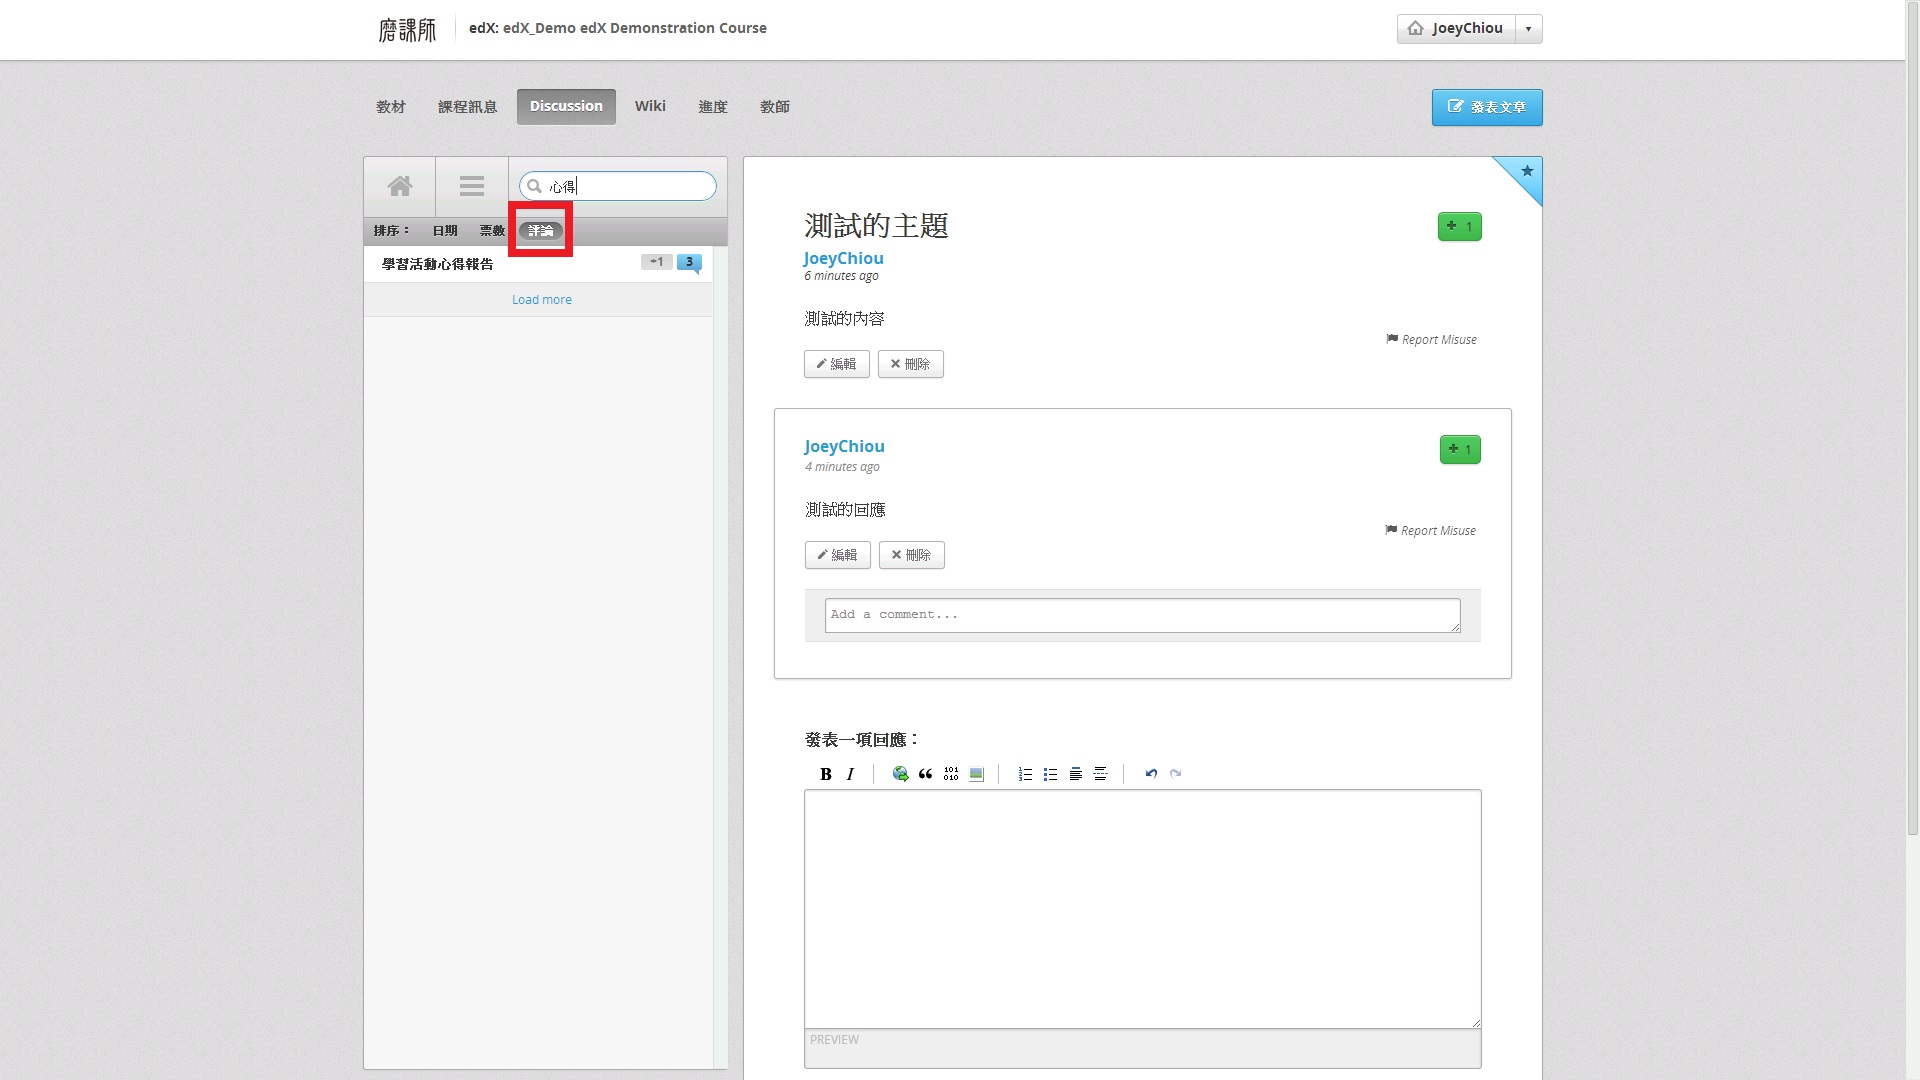 磨課師
edX: edX_Demo edX Demonstration Course
JoeyChiou
教材 課程訊息 Discussion Wiki 進度 教師
發表文章
心得
排序： 日期 票數 評論
學習活動心得報告 +1 3
Load more
測試的主題
+ 1
JoeyChiou
6 minutes ago
測試的內容
Report Misuse
編輯 刪除
JoeyChiou
+ 1
4 minutes ago
測試的回應
Report Misuse
編輯 刪除
Add a comment...
發表一項回應：
B I
PREVIEW